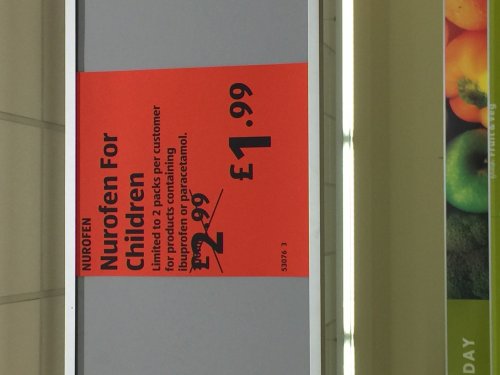 NUROFEN
Nurofen For
Children
Limited to 2 packs per customer
for products containing
ibuprofen or paracetamol.
£2.99
£1.99
53076 3
DAY